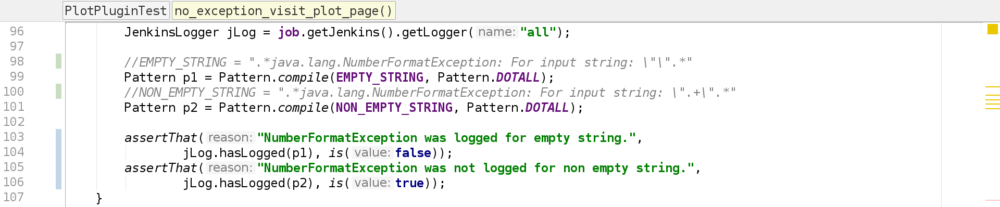 PlotPluginTest no_exception_visit_plot_page()
96 JenkinsLogger jLog = job.getJenkins().getLogger( name: "all");
97
98 //EMPTY_STRING = ".*java.lang.NumberFormatException: For input string: \"\".*"
99 Pattern p1 = Pattern.compile(EMPTY_STRING, Pattern.DOTALL);
100 //NON_EMPTY_STRING = ".*java.lang.NumberFormatException: For input string: \".+\".*"
101 Pattern p2 = Pattern.compile(NON_EMPTY_STRING, Pattern.DOTALL);
102
103 assertThat( reason: "NumberFormatException was logged for empty string.",
104 jLog.hasLogged(p1), is( value: false));
105 assertThat( reason: "NumberFormatException was not logged for non empty string.",
106 jLog.hasLogged(p2), is( value: true));
107 }